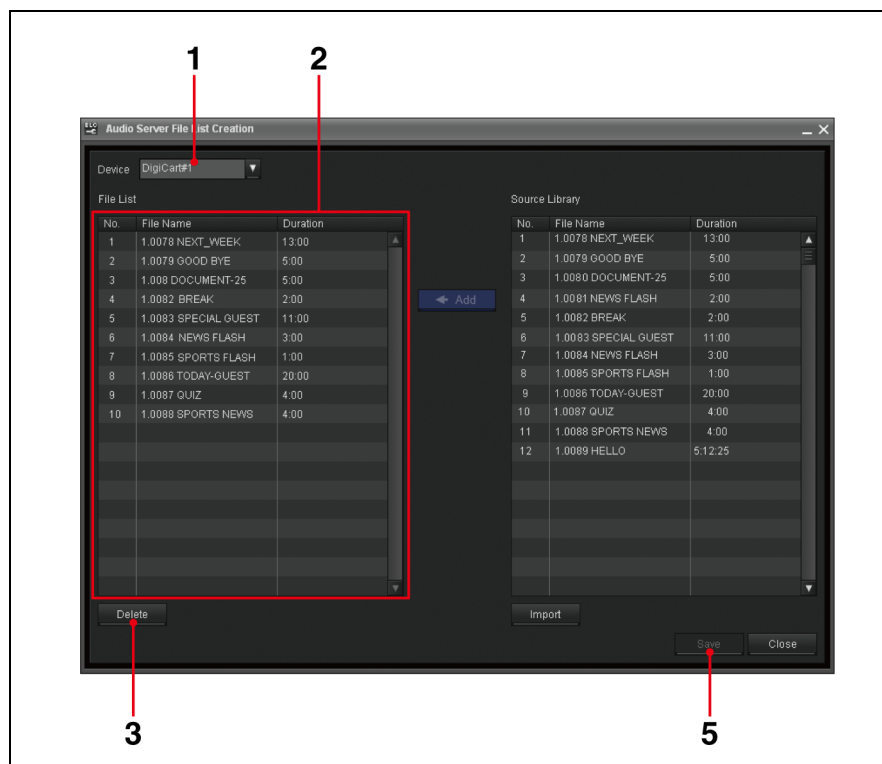 1 2
ELC Audio Server File List Creation
Device DigiCart#1
File List Source Library
No. File Name Duration No. File Name Duration
1 1.0078 NEXT_WEEK 13:00 1 1.0078 NEXT_WEEK 13:00
2 1.0079 GOOD BYE 5:00 2 1.0079 GOOD BYE 5:00
3 1.008 DOCUMENT-25 5:00 3 1.0080 DOCUMENT-25 5:00
4 1.0082 BREAK 2:00 Add 4 1.0081 NEWS FLASH 2:00
5 1.0083 SPECIAL GUEST 11:00 5 1.0082 BREAK 2:00
6 1.0084 NEWS FLASH 3:00 6 1.0083 SPECIAL GUEST 11:00
7 1.0085 SPORTS FLASH 1:00 7 1.0084 NEWS FLASH 3:00
8 1.0086 TODAY-GUEST 20:00 8 1.0085 SPORTS FLASH 1:00
9 1.0087 QUIZ 4:00 9 1.0086 TODAY-GUEST 20:00
10 1.0088 SPORTS NEWS 4:00 10 1.0087 QUIZ 4:00
11 1.0088 SPORTS NEWS 4:00
12 1.0089 HELLO 5:12:25
Delete Import
Save Close
3 5